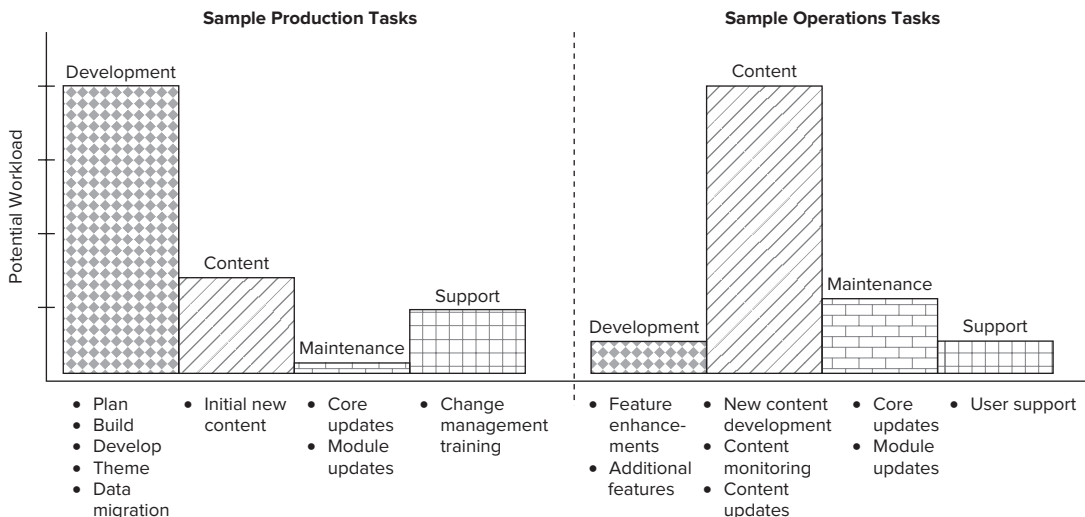 Sample Production Tasks
Sample Operations Tasks
Potential Workload
Development
Content
Maintenance
Support
Development
Content
Maintenance
Support
• Plan
• Build
• Develop
• Theme
• Data
migration
• Initial new
content
• Core
updates
• Module
updates
• Change
management
training
• Feature
enhance-
ments
• Additional
features
• New content
development
• Content
monitoring
• Content
updates
• Core
updates
• Module
updates
• User support